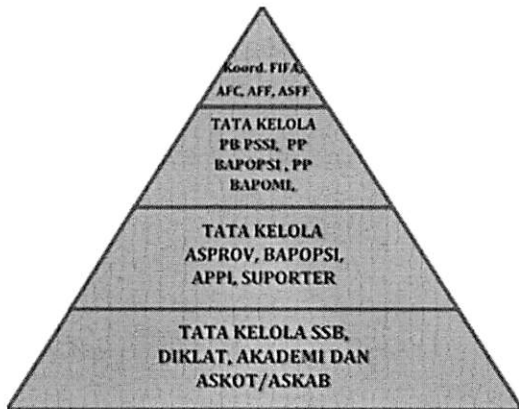 Koord. FIFA,
AFC, AFF, ASFF
TATA KELOLA
PB PSSI, PP
BAPOPSI , PP
BAPOMI,
TATA KELOLA
ASPROV, BAPOPSI,
APPI, SUPORTER
TATA KELOLA SSB,
DIKLAT, AKADEMI DAN
ASKOT/ASKAB